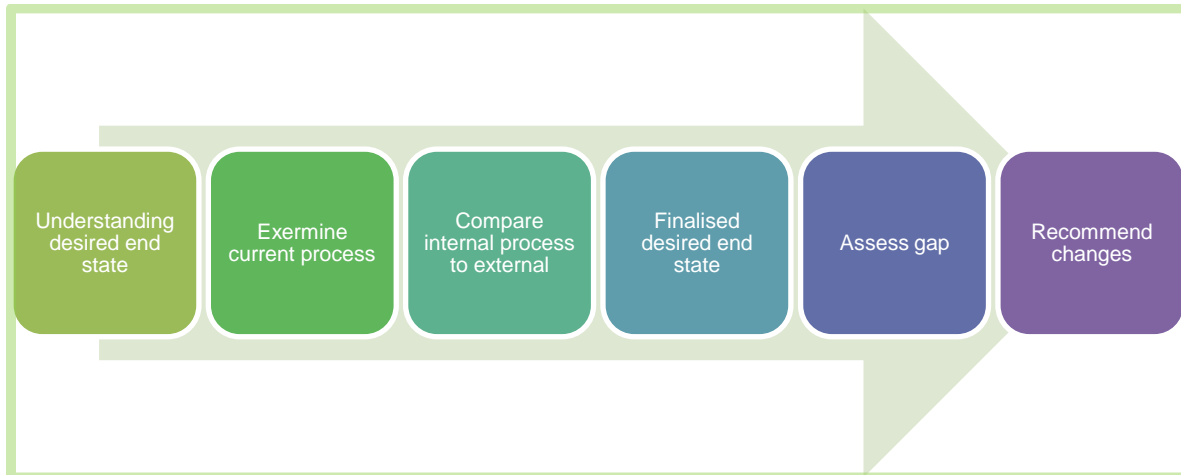 Understanding
desired end
state
Exermine
current process
Compare
internal process
to external
Finalised
desired end
state
Assess gap
Recommend
changes